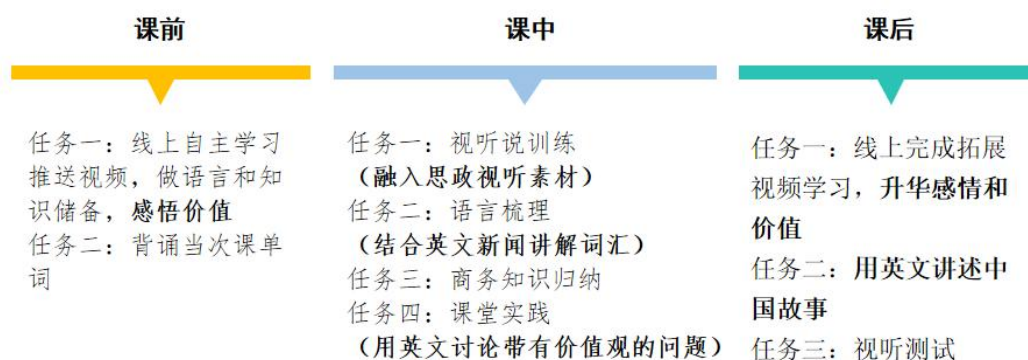 课前
任务一：线上自主学习
推送视频，做语言和知
识储备，感悟价值
任务二：背诵当次课单
词
课中
任务一：视听说训练
（融入思政视听素材）
任务二：语言梳理
（结合英文新闻讲解词汇）
任务三：商务知识归纳
任务四：课堂实践
（用英文讨论带有价值观的问题）
课后
任务一：线上完成拓展
视频学习，升华感情和
价值
任务二：用英文讲述中
国故事
任务三：视听测试